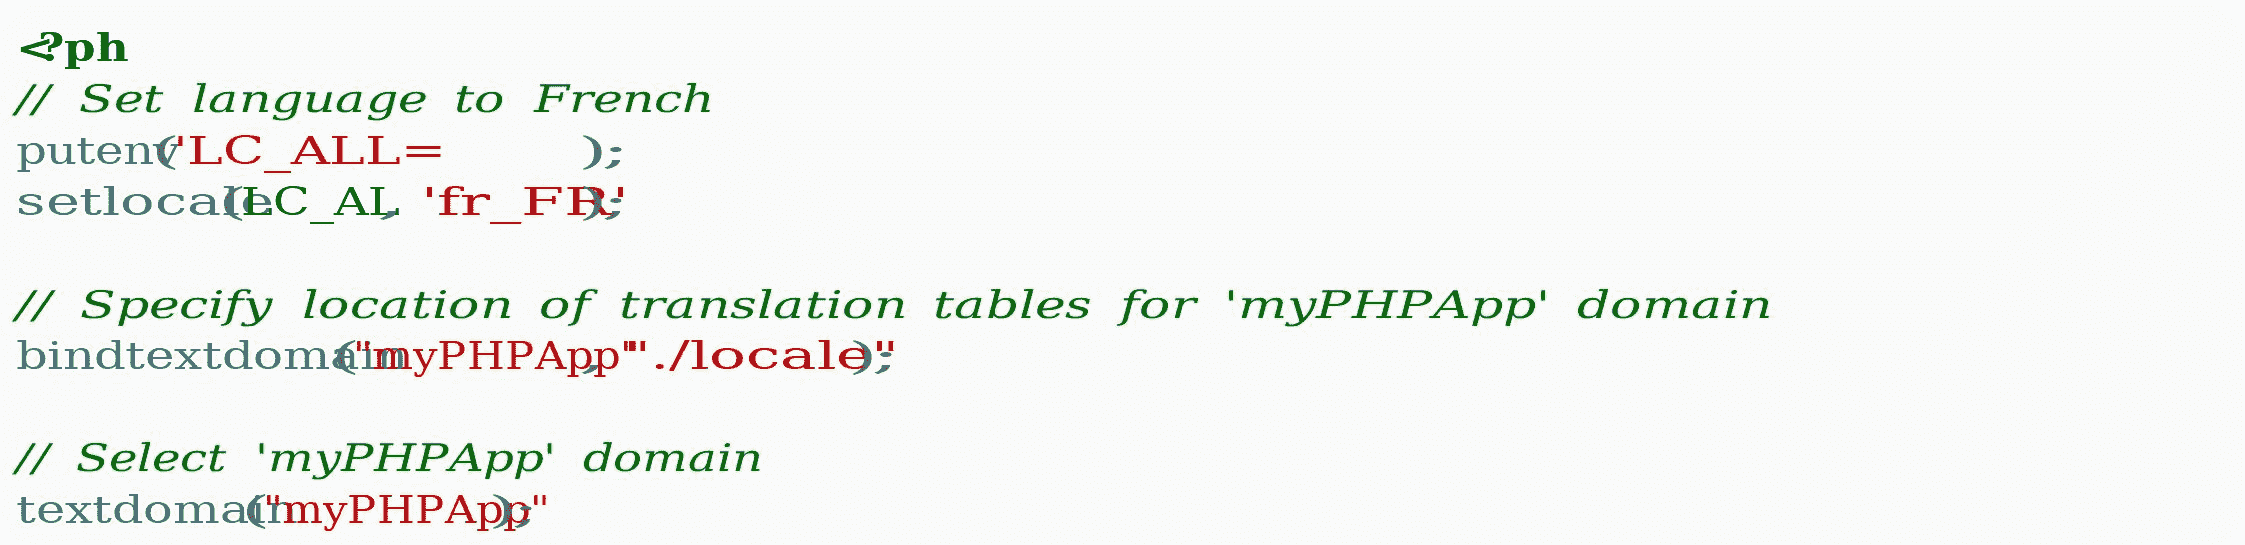 <?ph
// Set language to French
putenv('LC_ALL= );
setlocale(LC_AL, 'fr_FR');
// Specify location of translation tables for 'myPHPApp' domain
bindtextdomain("myPHPApp", "./locale");
// Select 'myPHPApp' domain
textdomain("myPHPApp");